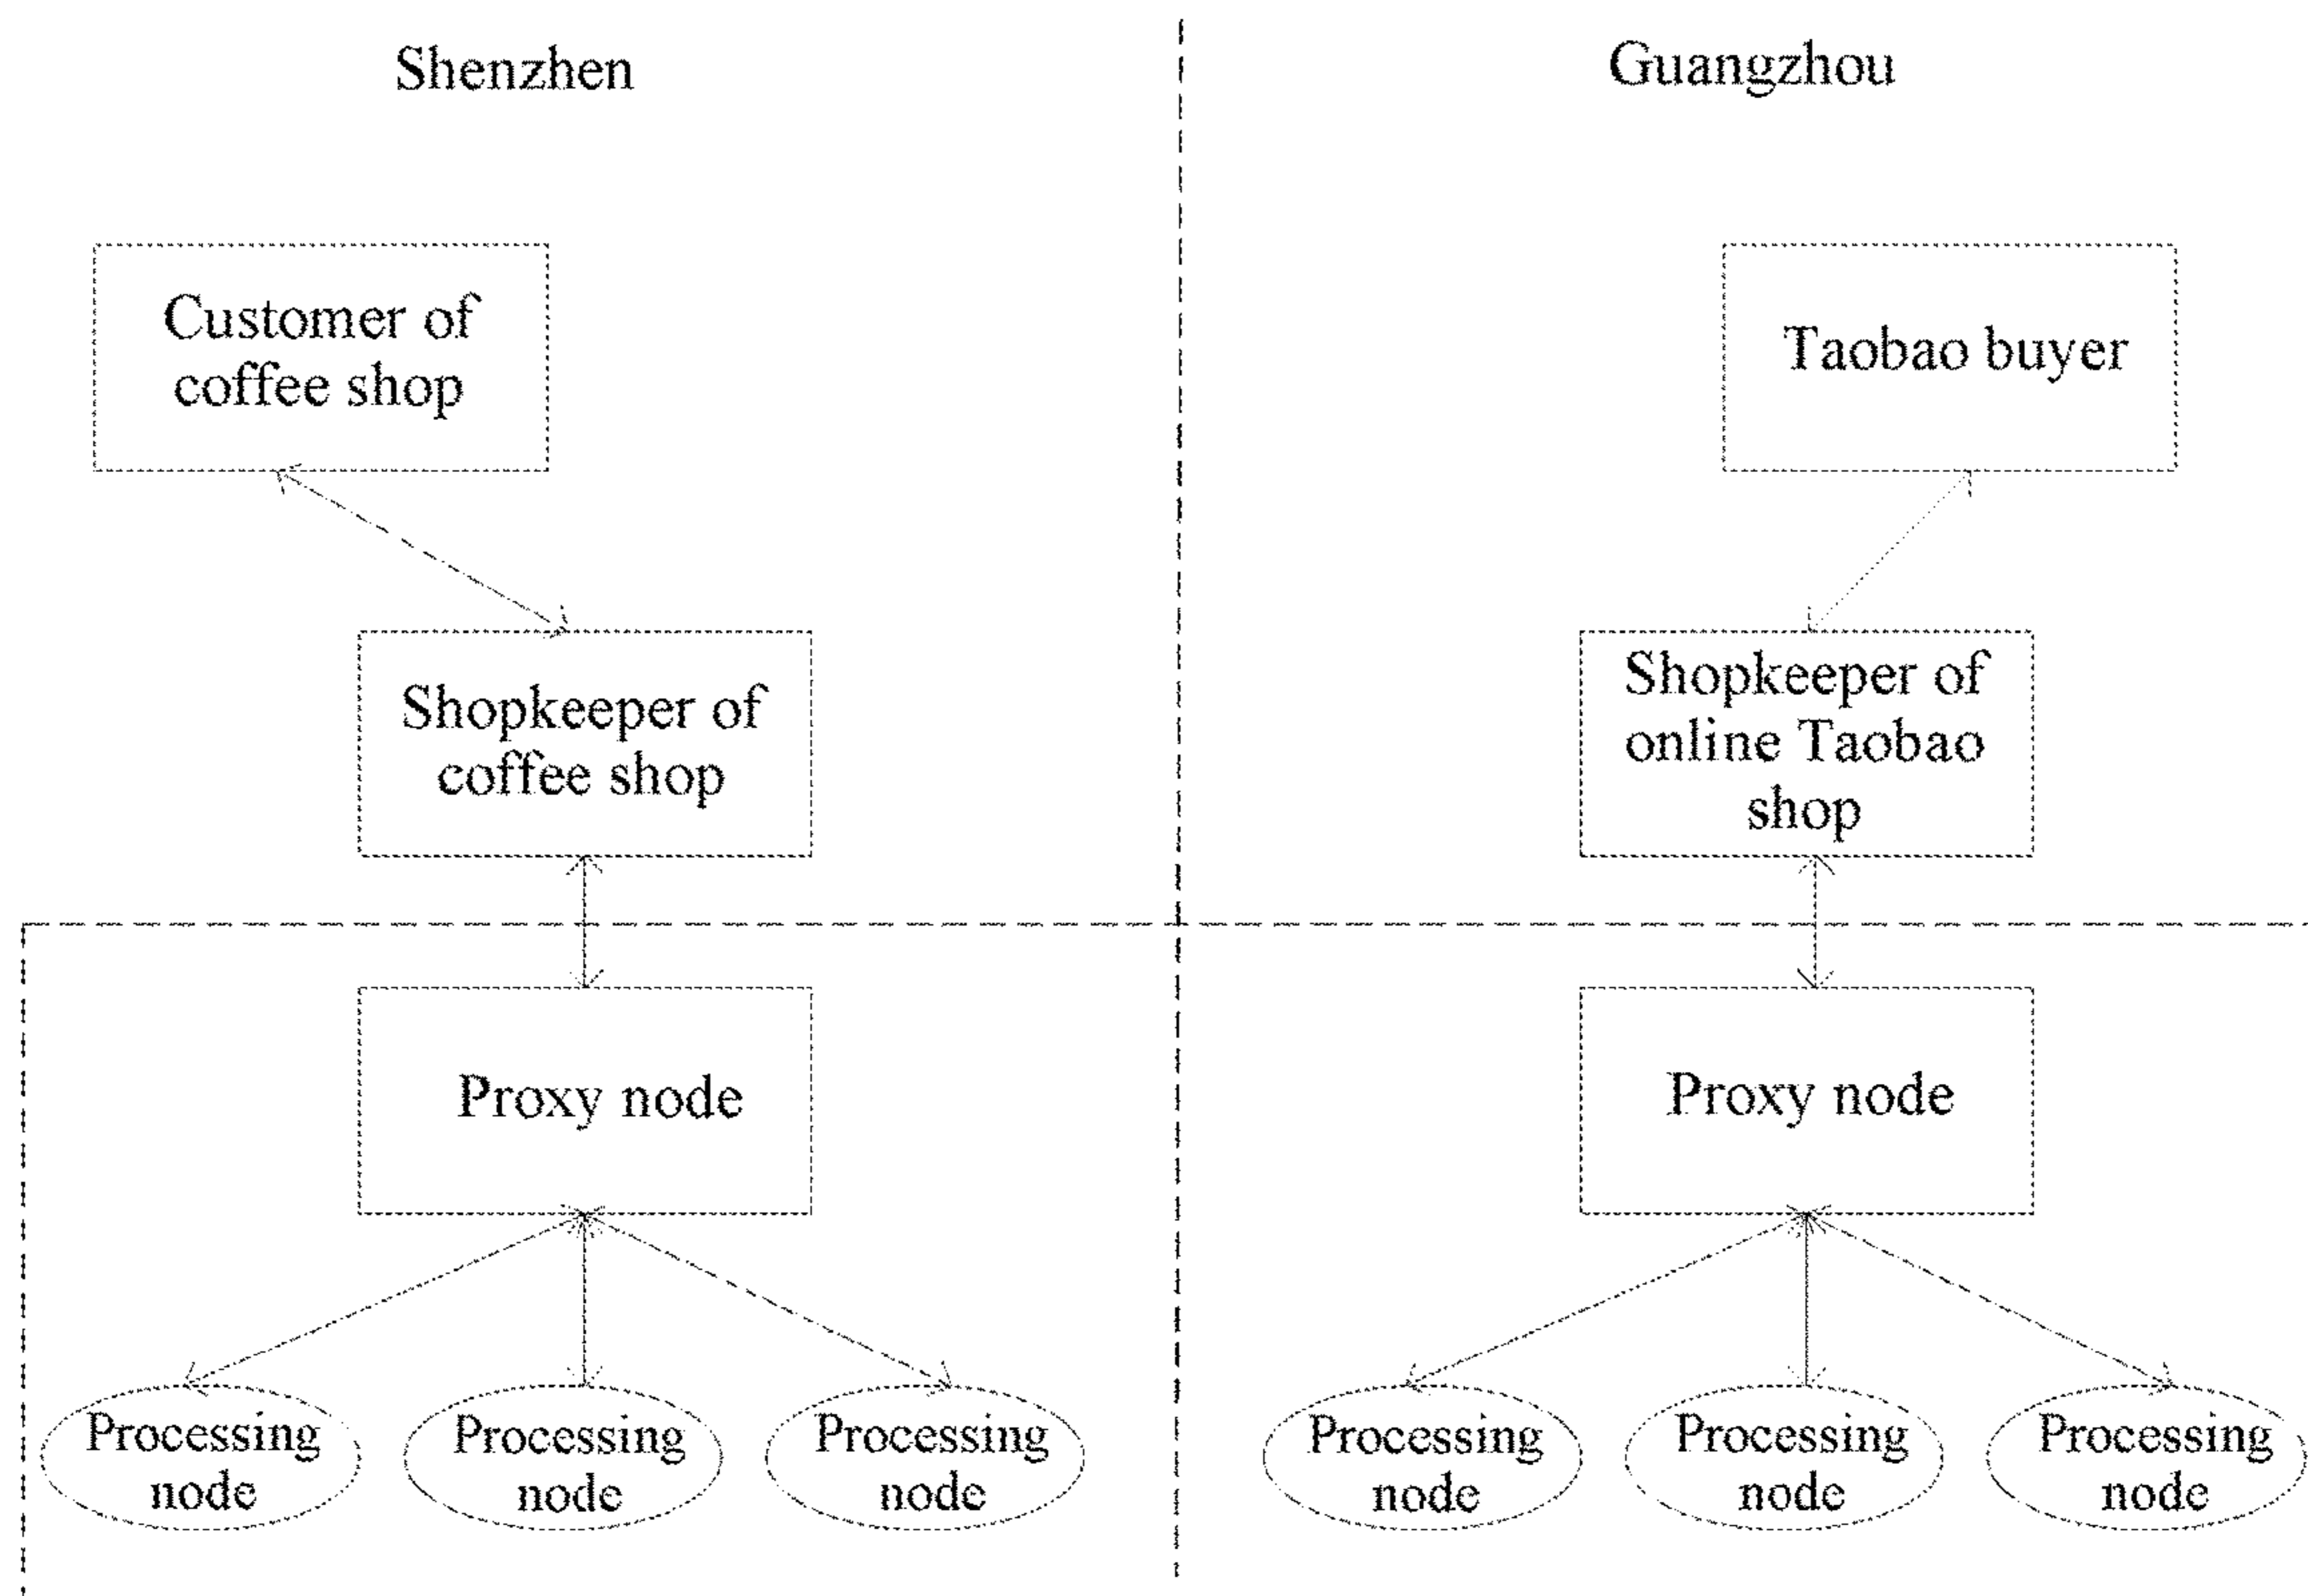 Shenzhen
Guangzhou
Customer of
coffee shop
Taobao buyer
Shopkeeper of
coffee shop
Shopkeeper of
online Taobao
shop
Proxy node
Proxy node
Processing
node
Processing
node
Processing
node
Processing
node
Processing
node
Processing
node